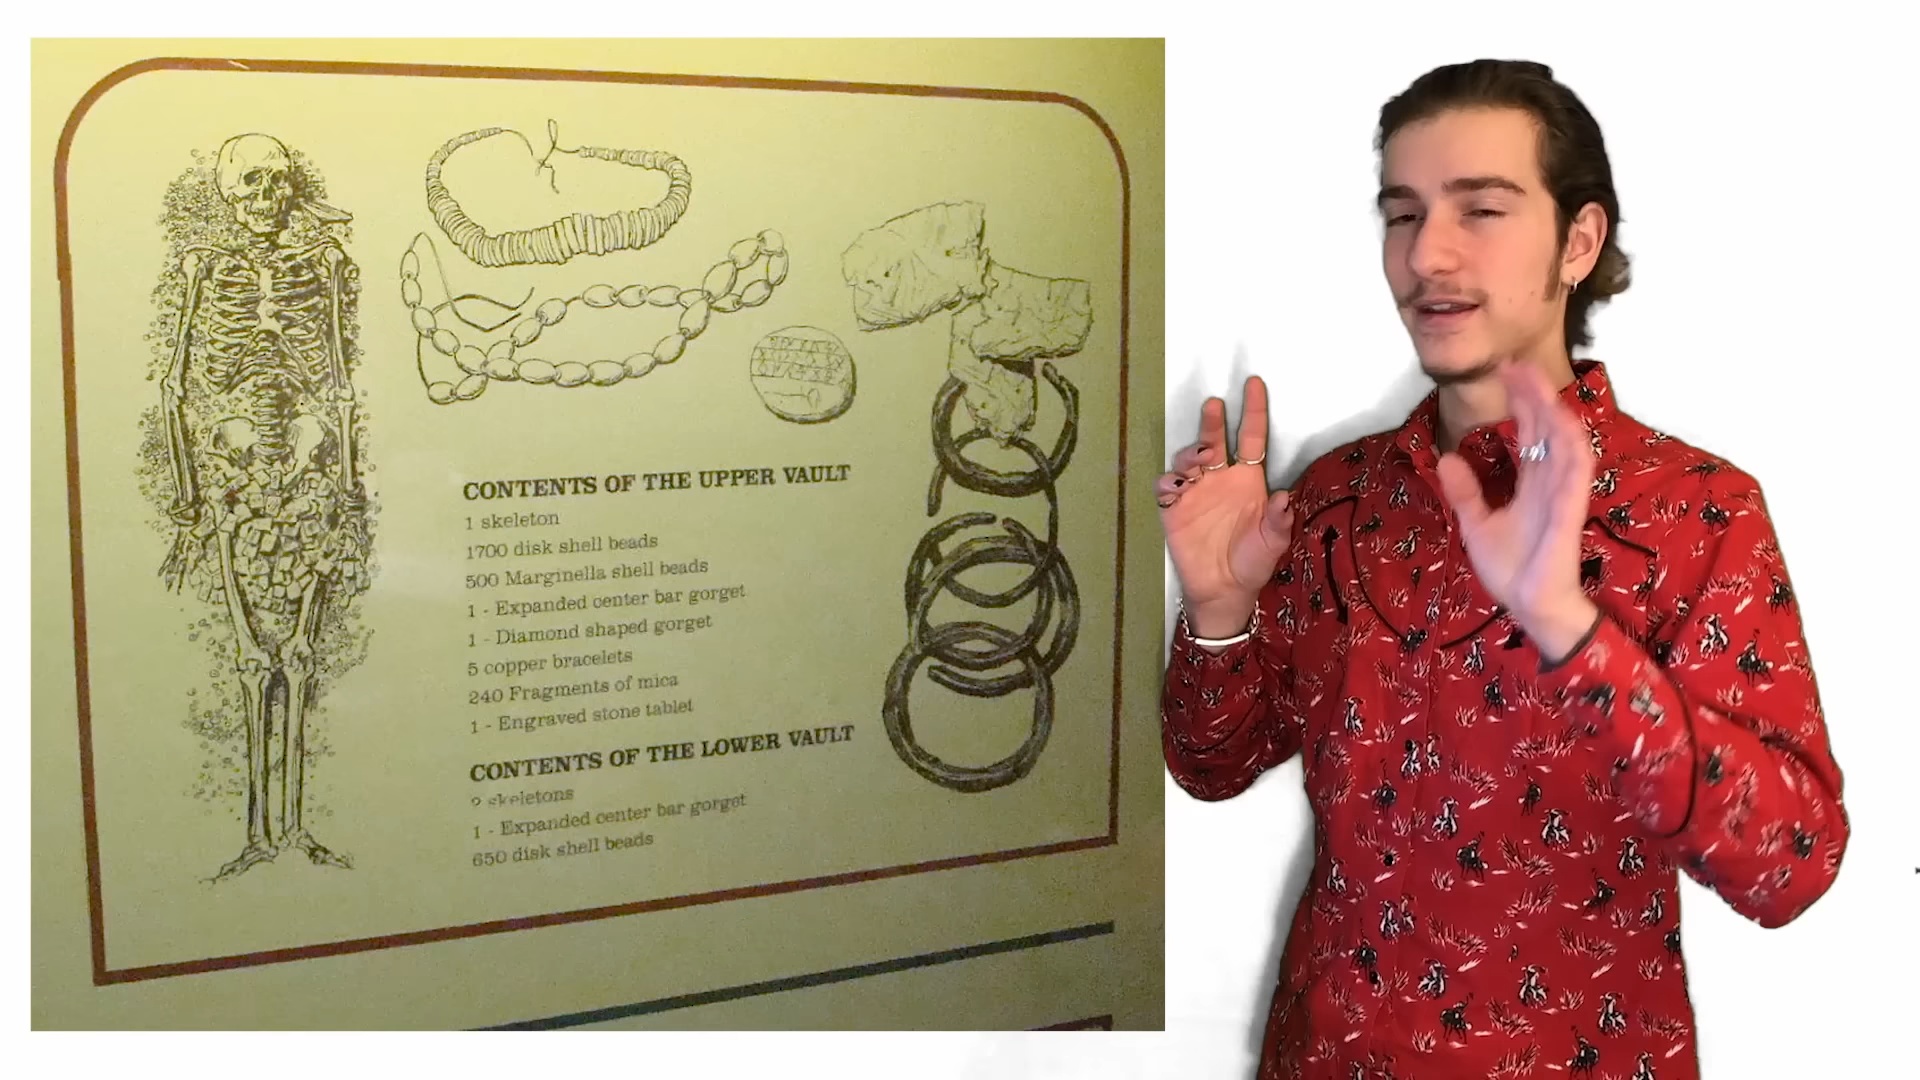 CONTENTS OF THE UPPER VAULT
1 skeleton
1700 disk shell beads
500 Marginella shell beads
1 - Expanded center bar gorget
1 - Diamond shaped gorget
5 copper bracelets
240 Fragments of mica
1 - Engraved stone tablet
CONTENTS OF THE LOWER VAULT
skeletons
1 - Expanded center bar gorget
650 disk shell beads